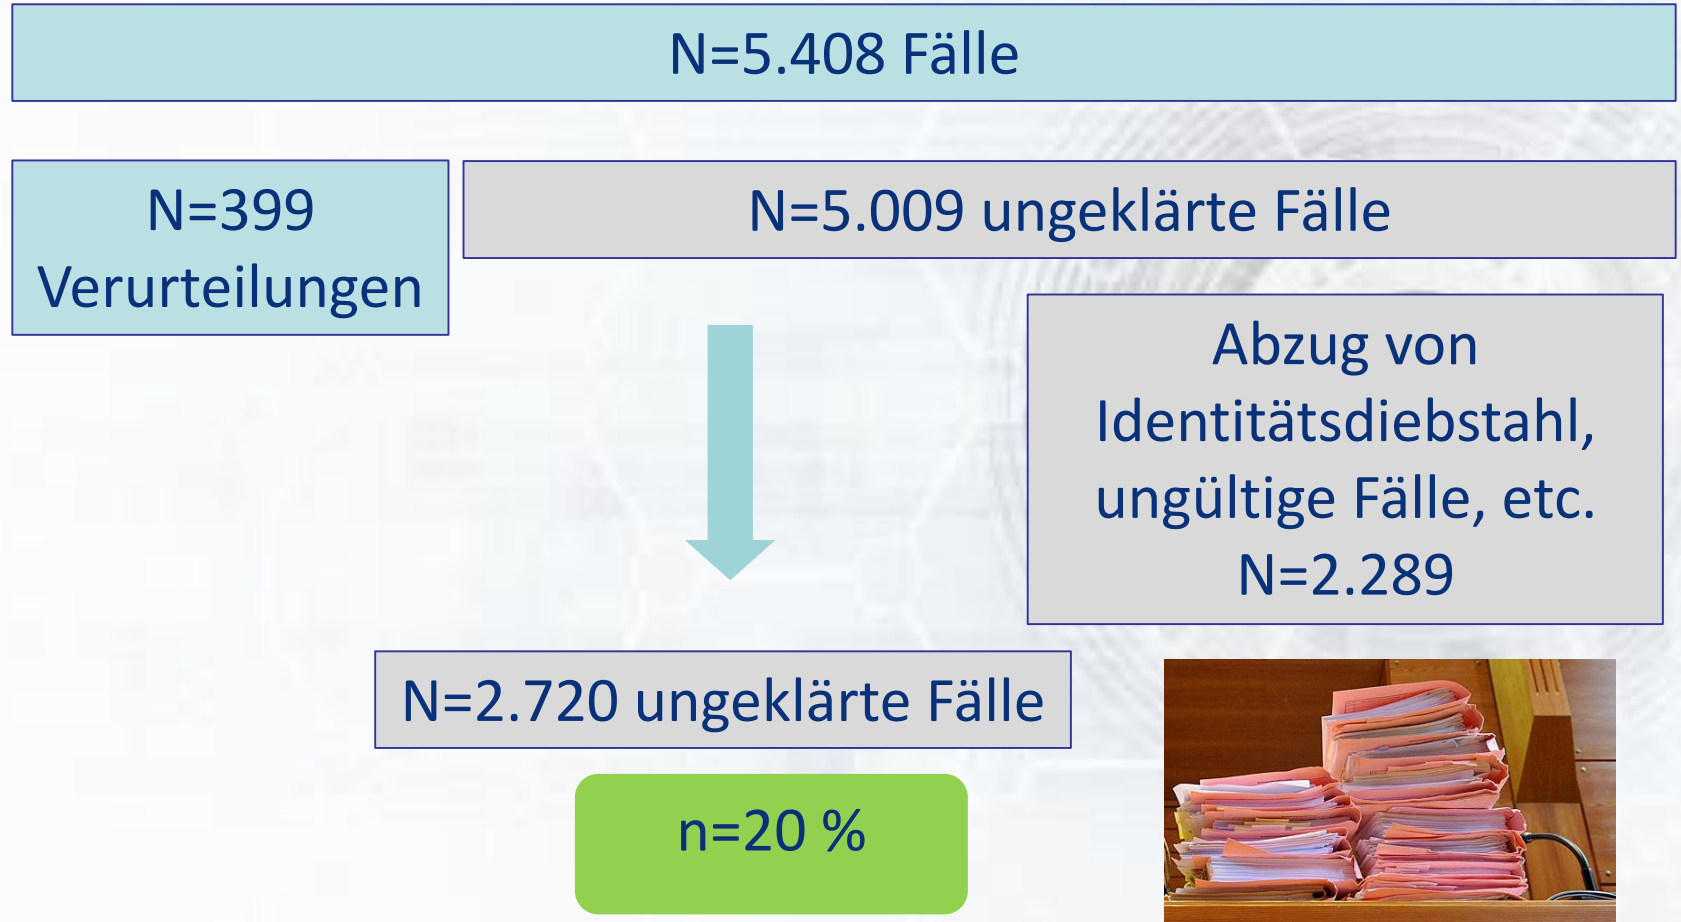 N=5.408 Fälle
N=399
Verurteilungen
N=5.009 ungeklärte Fälle
Abzug von
Identitätsdiebstahl,
ungültige Fälle, etc.
N=2.289
N=2.720 ungeklärte Fälle
n=20 %